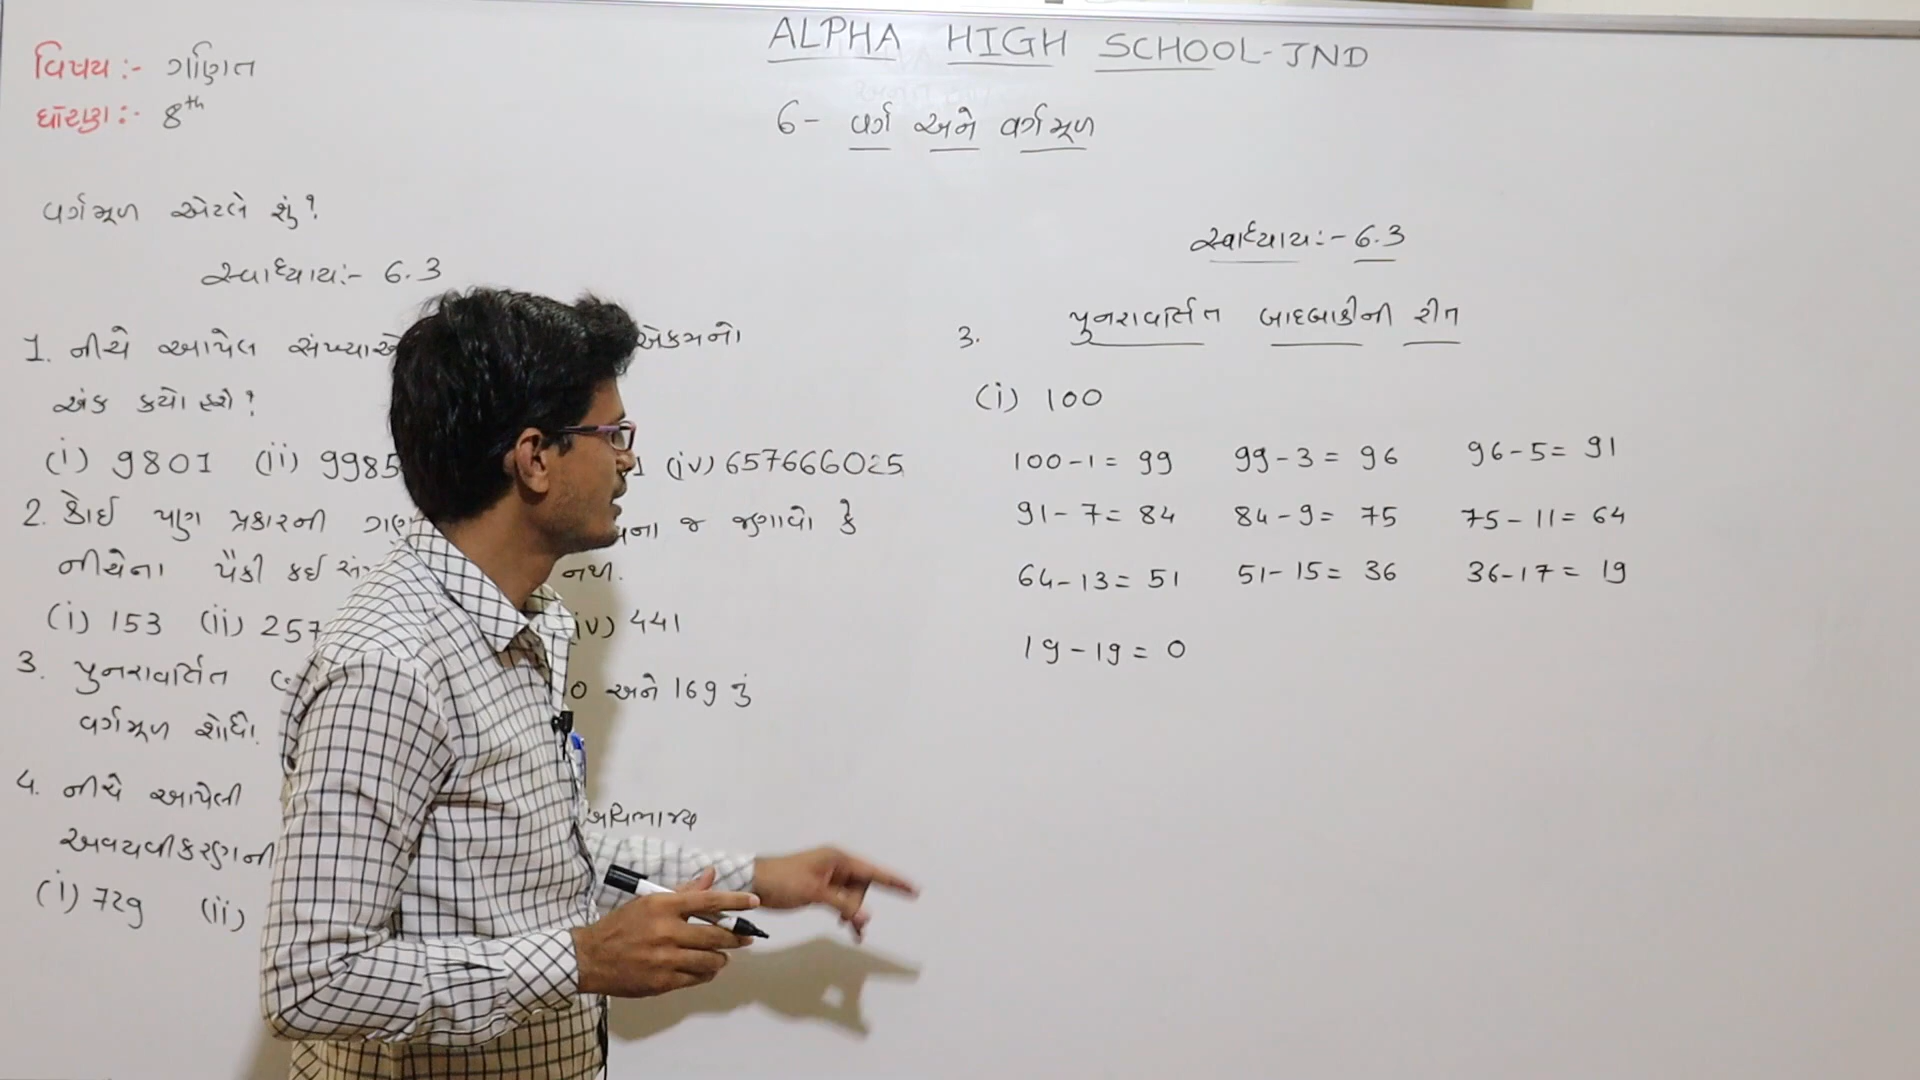 ALPHA HIGH SCHOOL-JND
વિષય :- ગણિત
ધોરણ :- 8th
6- વર્ગ અને વર્ગમૂળ
વર્ગમૂળ એટલે શું?
સ્વાધ્યાય:- 6.3
1. નીચે આપેલ એકમનો
અંક કયો હશે?
(i) 9801 (ii) 9985 1 (iv) 657666025
2. કોઈ પણ પ્રકારની જ જણાવો કે
નીચેના પૈકી કઈ નથી.
(i) 153 (ii) 257 (iv) 441
3. પુનરાવર્તિત 0 અને 169 નું
વર્ગમૂળ શોધો.
4. નીચે આપેલી અવિભાજ્ય
અવયવીકરણની
(i) 729 (ii)
સ્વાધ્યાય:- 6.3
3. પુનરાવર્તિત બાદબાકીની રીત
(i) 100
100-1= 99 99-3= 96 96-5= 91
91-7= 84 84-9= 75 75-11= 64
64-13= 51 51-15= 36 36-17= 19
19-19= 0